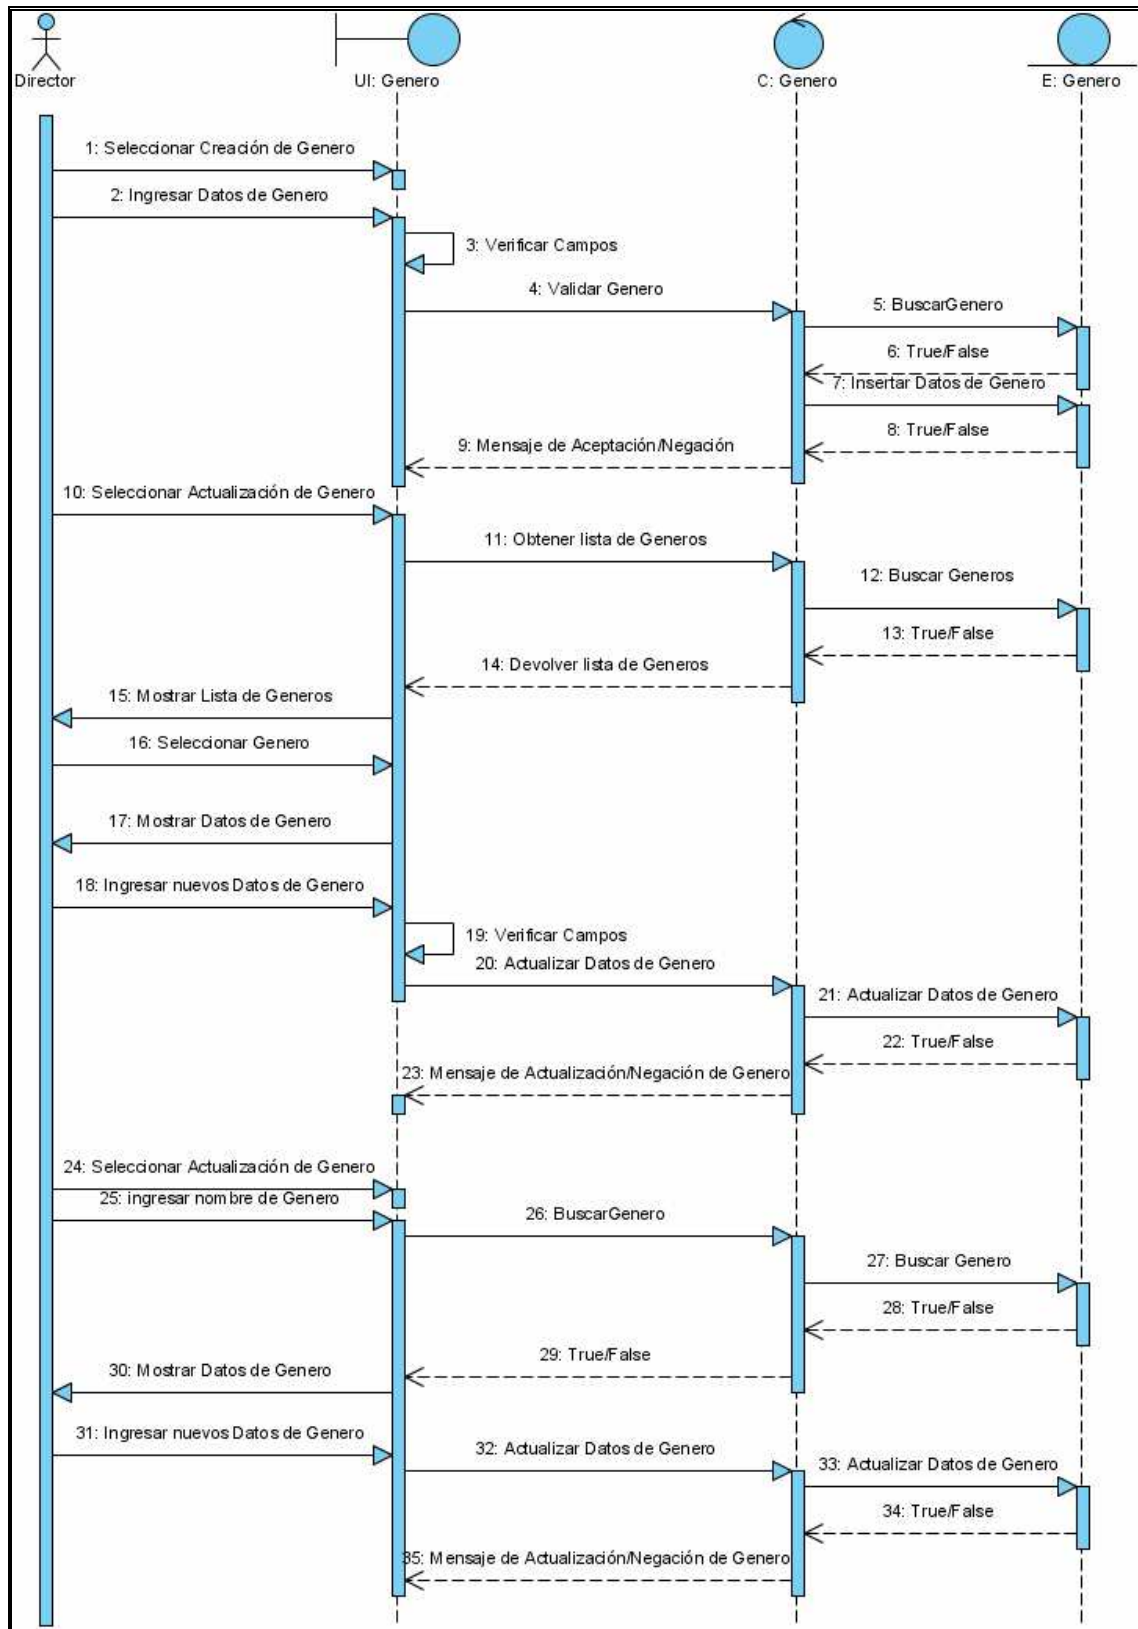 Director
UI: Genero
C: Genero
E: Genero
1: Seleccionar Creación de Genero
2: Ingresar Datos de Genero
3: Verificar Campos
4: Validar Genero
5: BuscarGenero
6: True/False
7: Insertar Datos de Genero
8: True/False
9: Mensaje de Aceptación/Negación
10: Seleccionar Actualización de Genero
11: Obtener lista de Generos
12: Buscar Generos
13: True/False
14: Devolver lista de Generos
15: Mostrar Lista de Generos
16: Seleccionar Genero
17: Mostrar Datos de Genero
18: Ingresar nuevos Datos de Genero
19: Verificar Campos
20: Actualizar Datos de Genero
21: Actualizar Datos de Genero
22: True/False
23: Mensaje de Actualización/Negación de Genero
24: Seleccionar Actualización de Genero
25: ingresar nombre de Genero
26: BuscarGenero
27: Buscar Genero
28: True/False
29: True/False
30: Mostrar Datos de Genero
31: Ingresar nuevos Datos de Genero
32: Actualizar Datos de Genero
33: Actualizar Datos de Genero
34: True/False
35: Mensaje de Actualización/Negación de Genero